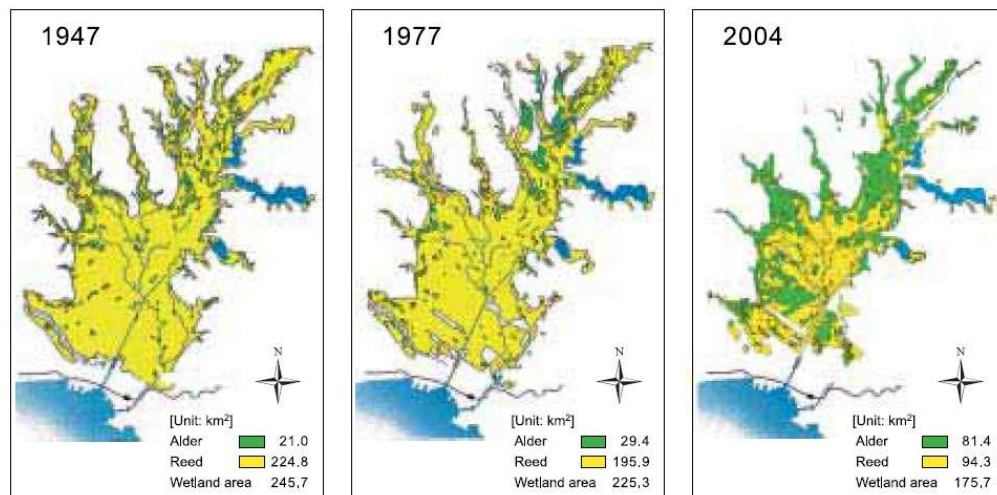 1947
N
[Unit: km²]
Alder 21.0
Reed 224.8
Wetland area 245,7
1977
N
[Unit: km²]
Alder 29.4
Reed 195.9
Wetland area 225,3
2004
N
[Unit: km²]
Alder 81.4
Reed 94.3
Wetland area 175,7